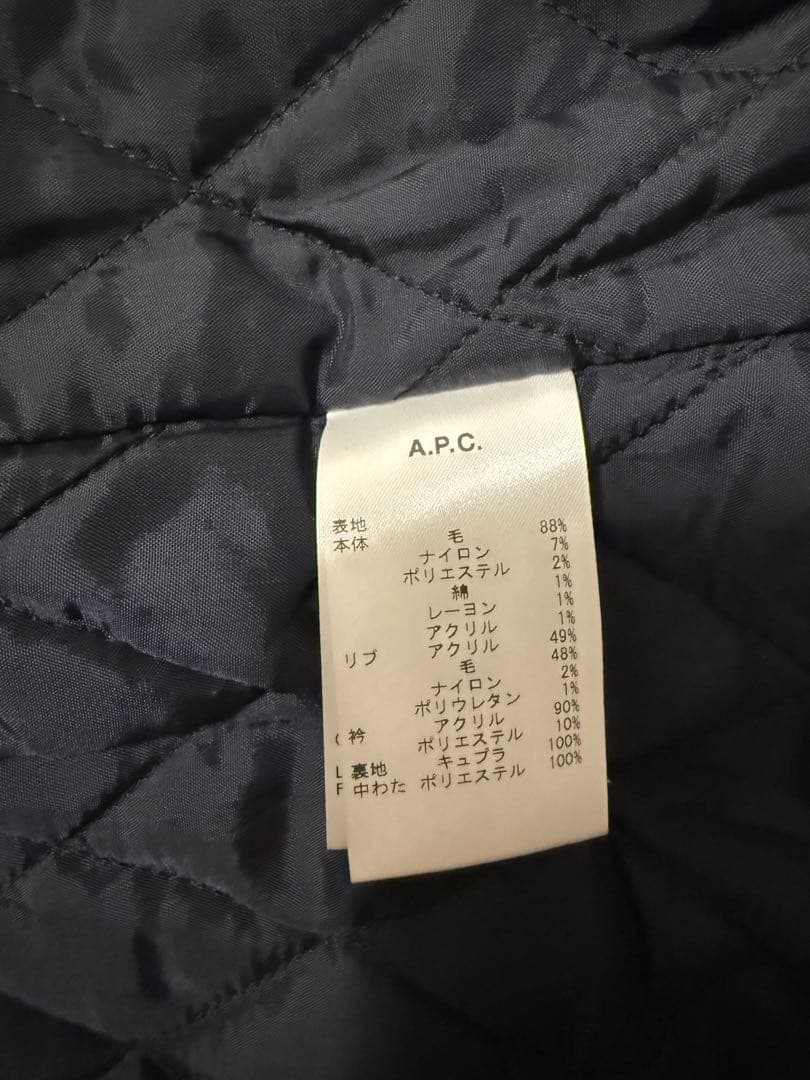 A.P.C.
表地
本体 毛 88%
ナイロン 7%
ポリエステル 2%
綿 1%
レーヨン 1%
アクリル 1%
リブ アクリル 49%
毛 48%
ナイロン 2%
ポリウレタン 1%
衿 アクリル 90%
ポリエステル 10%
裏地 キュプラ 100%
中わた ポリエステル 100%